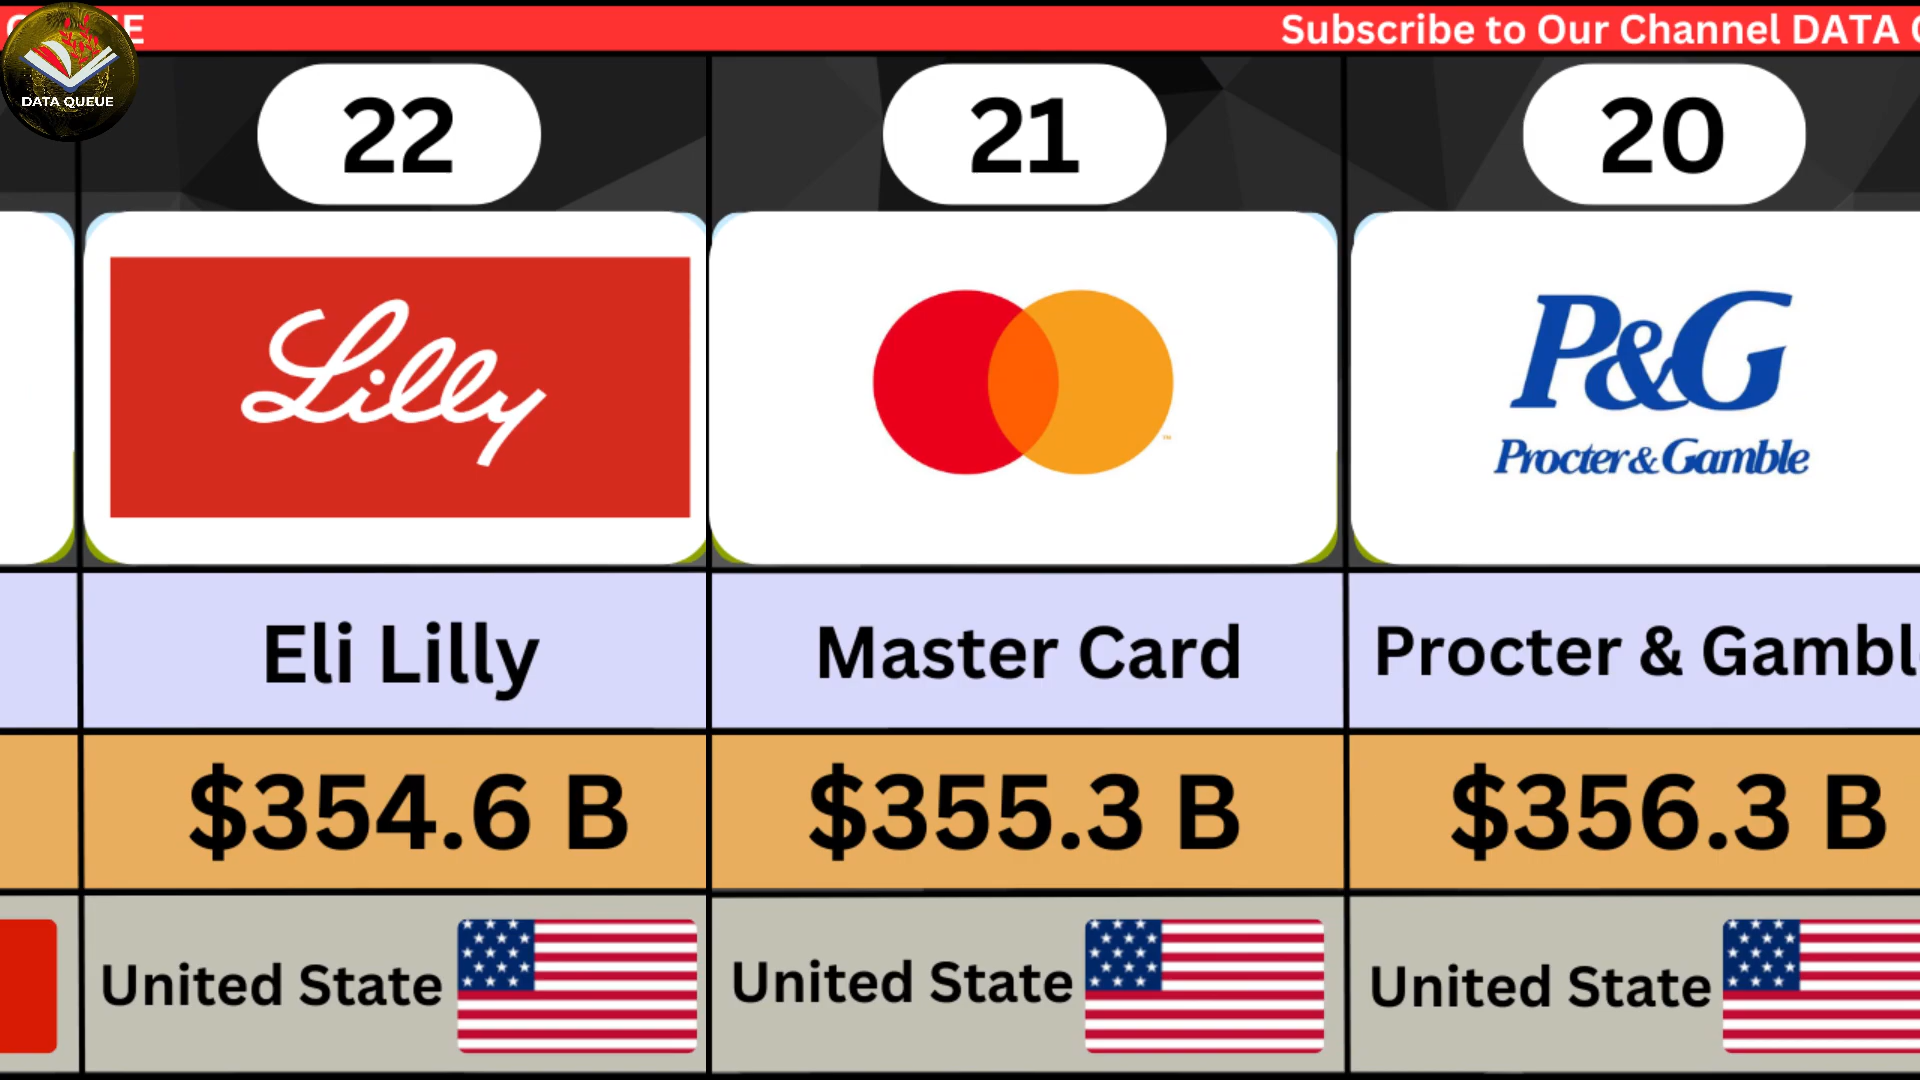 Subscribe to Our Channel DATA
DATA QUEUE
22
21
20
Lilly
P&G
Procter & Gamble
Eli Lilly
Master Card
Procter & Gambl
$354.6 B
$355.3 B
$356.3 B
United State
United State
United State